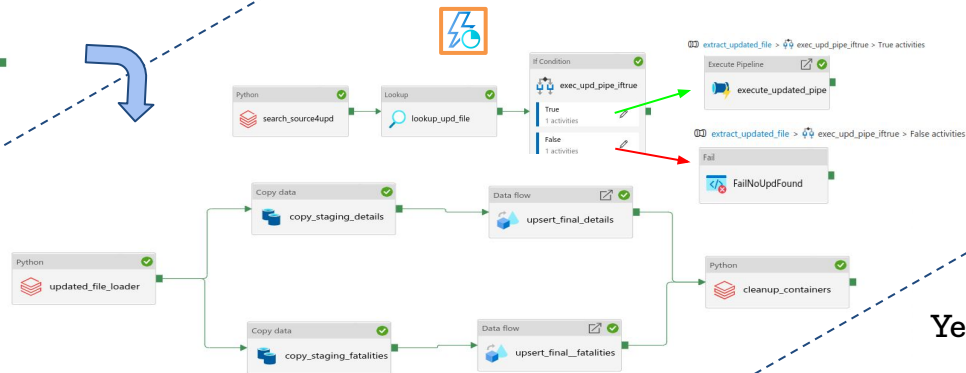 extract_updated_file > exec_upd_pipe_iftrue > True activities
If Condition
Execute Pipeline
exec_upd_pipe_iftrue
execute_updated_pipe
Python
search_source4upd
Lookup
lookup_upd_file
True
1 activities
False
1 activities
extract_updated_file > exec_upd_pipe_iftrue > False activities
Fail
FailNoUpdFound
Copy data
copy_staging_details
Data flow
upsert_final_details
Python
updated_file_loader
Python
cleanup_containers
Copy data
copy_staging_fatalities
Data flow
upsert_final__fatalities
Ye